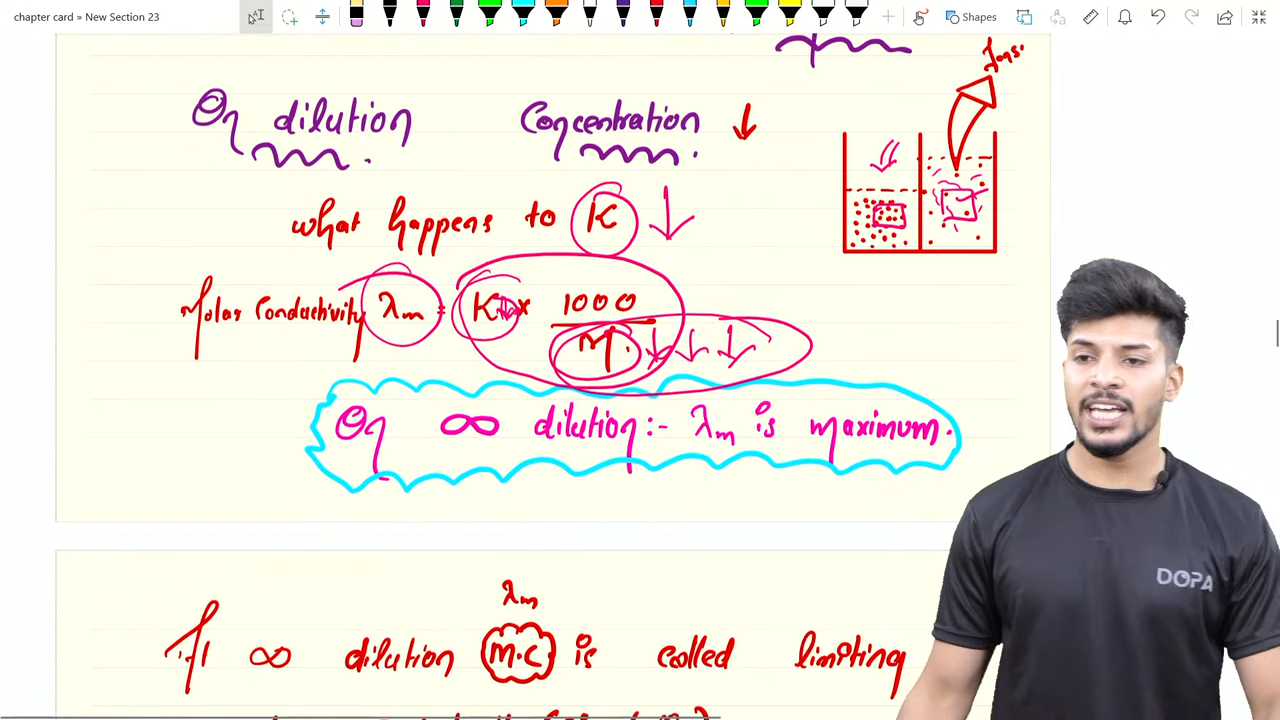 chapter card » New Section 23
Shapes
Ions.
On dilution Concentration ↓
what happens to K ↓
Molar Conductivity λm = K↓ × 1000 / M. ↓ ↓ ↓
On ∞ dilution:- λm is maximum.
λm
At ∞ dilution M.C is called limiting
DOPA